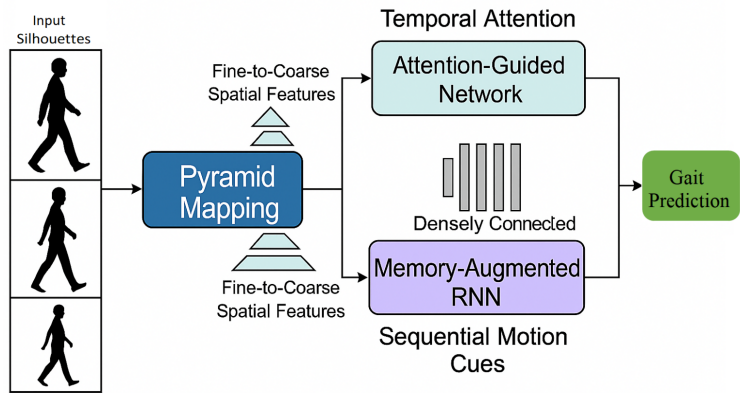 Input
Silhouettes
Temporal Attention
Fine-to-Coarse
Spatial Features
Attention-Guided
Network
Pyramid
Mapping
Densely Connected
Gait
Prediction
Memory-Augmented
RNN
Fine-to-Coarse
Spatial Features
Sequential Motion
Cues